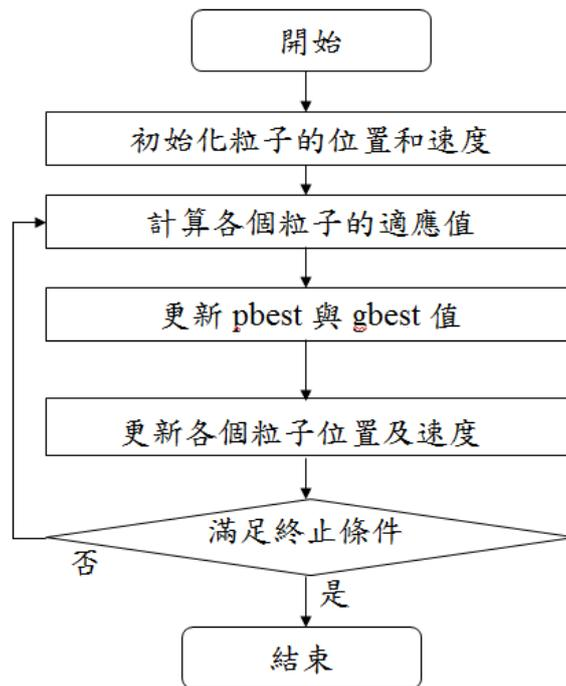 開始
初始化粒子的位置和速度
計算各個粒子的適應值
更新 pbest 與 gbest 值
更新各個粒子位置及速度
滿足終止條件
否
是
結束